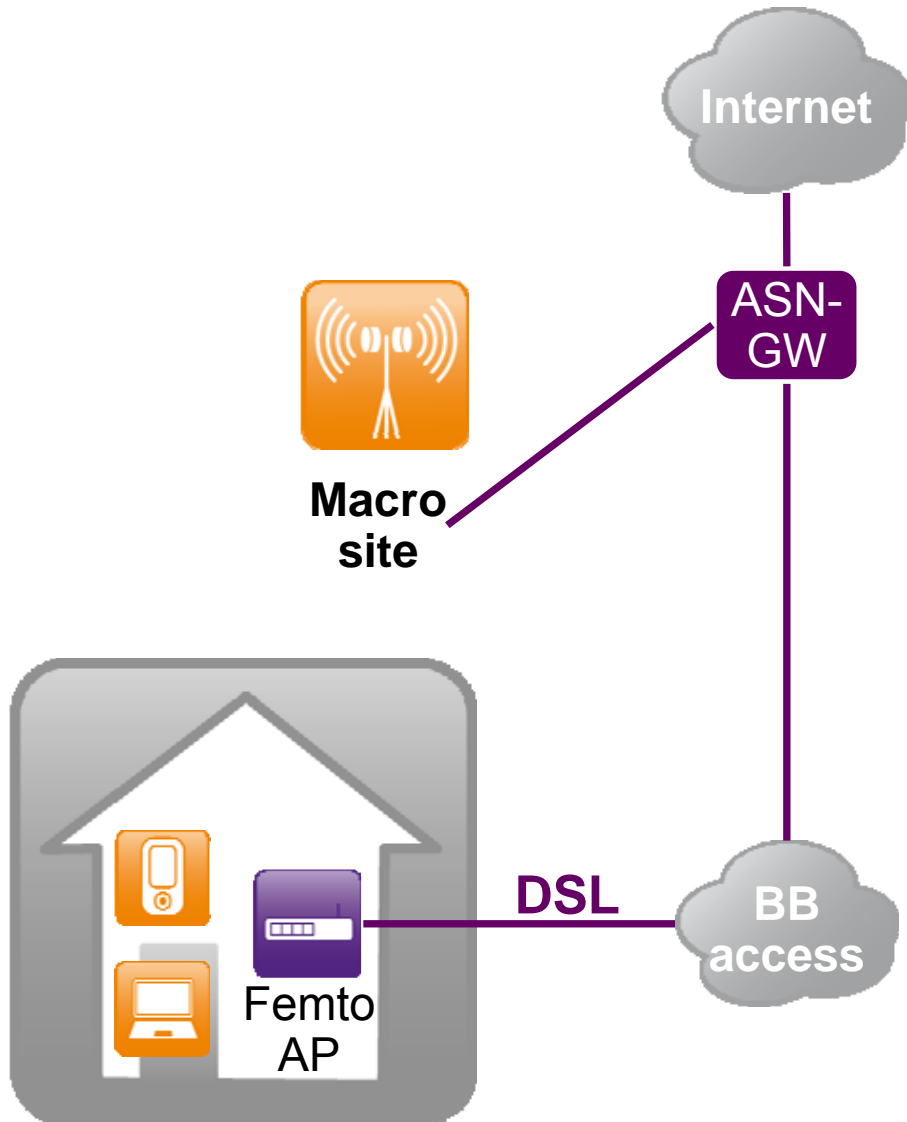 Internet
ASN-
GW
Macro
site
DSL
BB
access
Femto
AP